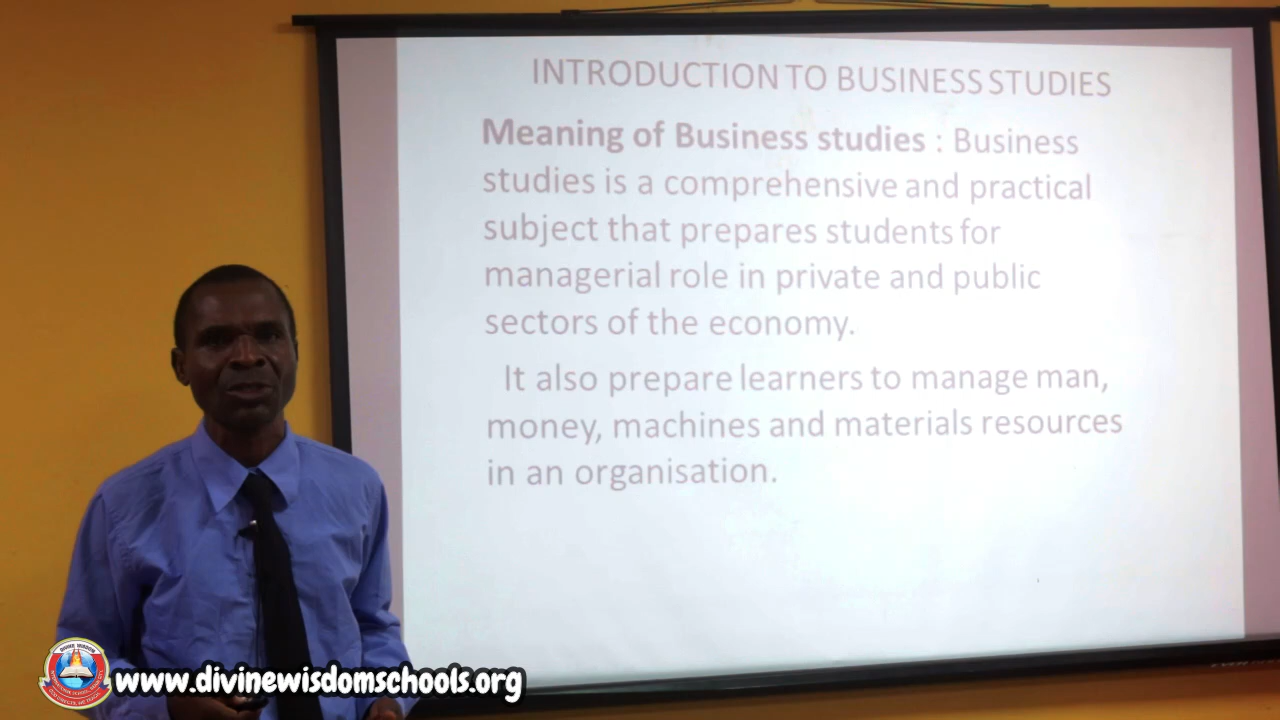 INTRODUCTION TO BUSINESS STUDIES
Meaning of Business studies : Business
studies is a comprehensive and practical
subject that prepares students for
managerial role in private and public
sectors of the economy.
It also prepare learners to manage man,
money, machines and materials resources
in an organisation.
DIVINE WISDOM
www.divinewisdomschools.org